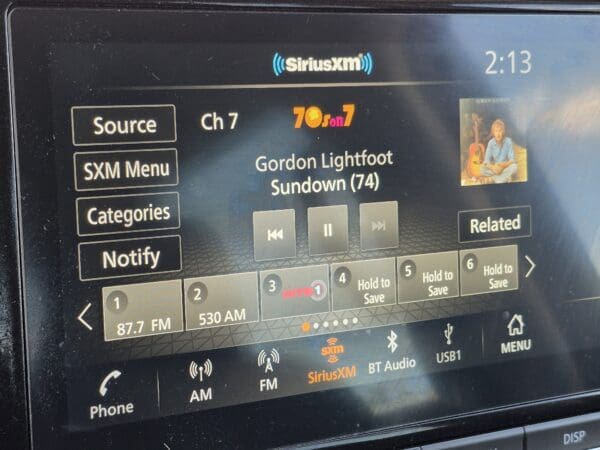 SiriusXM
2:13
Source
Ch 7
70s on 7
SXM Menu
Gordon Lightfoot
Sundown (74)
Categories
Related
Notify
1
2
3
1
4
5
6
87.7 FM
530 AM
Hold to
Save
Hold to
Save
Hold to
Save
Phone
AM
FM
sxm
SiriusXM
BT Audio
USB1
MENU
DISP